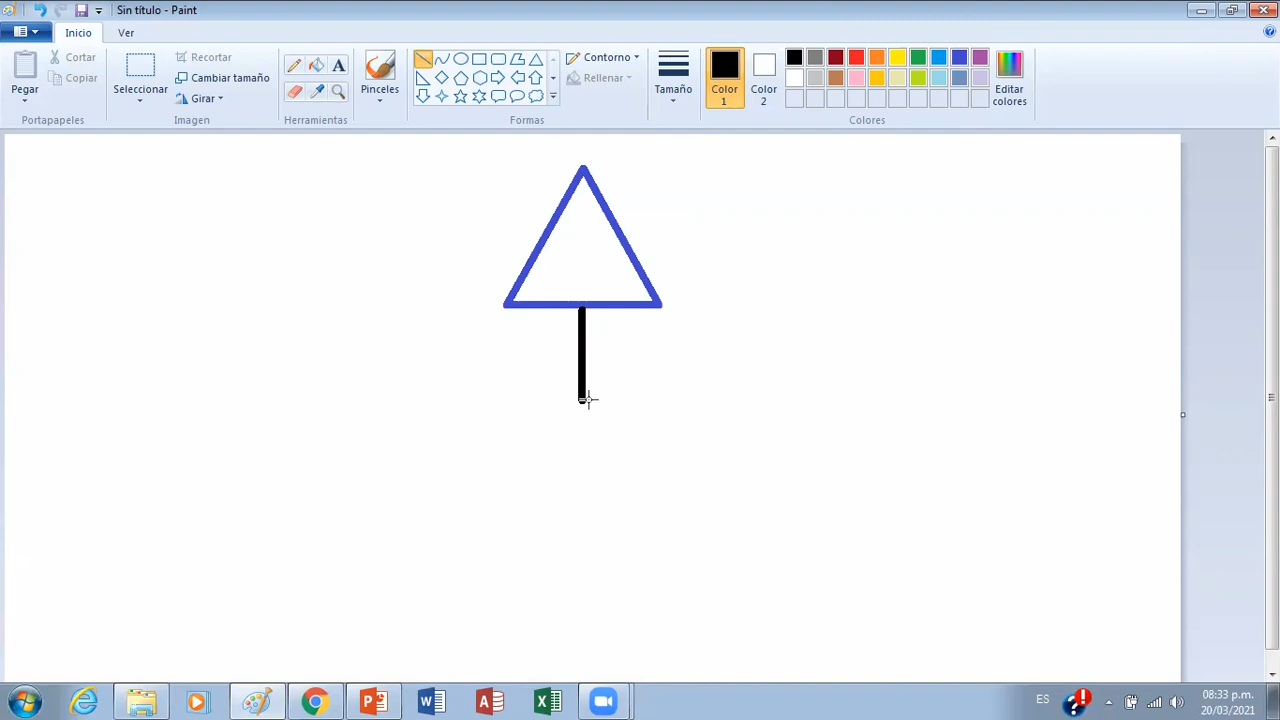 Sin título - Paint
Inicio
Ver
Pegar
Cortar
Copiar
Portapapeles
Seleccionar
Recortar
Cambiar tamaño
Girar
Imagen
A
Herramientas
Pinceles
Contorno
Rellenar
Formas
Tamaño
Color
1
Color
2
Editar
colores
Colores
ES
08:33 p.m.
20/03/2021